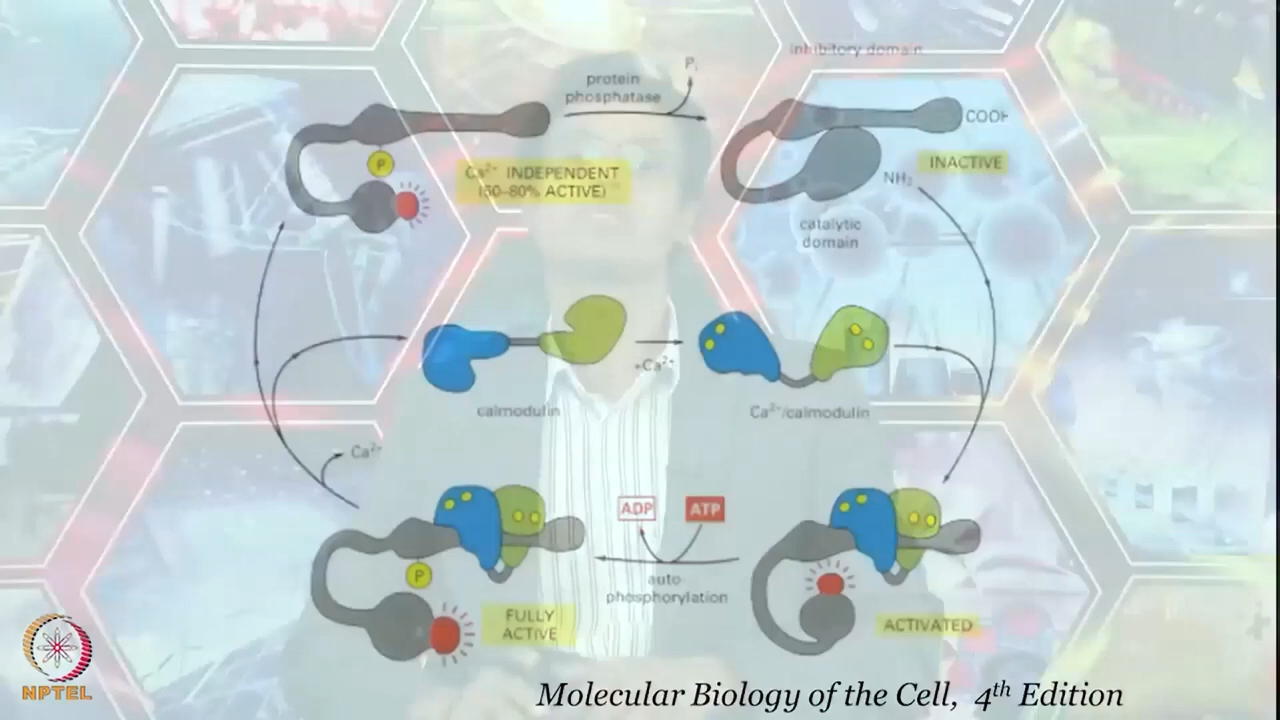 inhibitory domain
protein
phosphatase
Pi
COOH
P
Ca²⁺ INDEPENDENT
(50–80% ACTIVE)
INACTIVE
NH₂
catalytic
domain
+Ca²⁺
calmodulin
Ca²⁺/calmodulin
Ca²⁺
ADP
ATP
P
auto-
phosphorylation
FULLY
ACTIVE
ACTIVATED
NPTEL
Molecular Biology of the Cell, 4th Edition